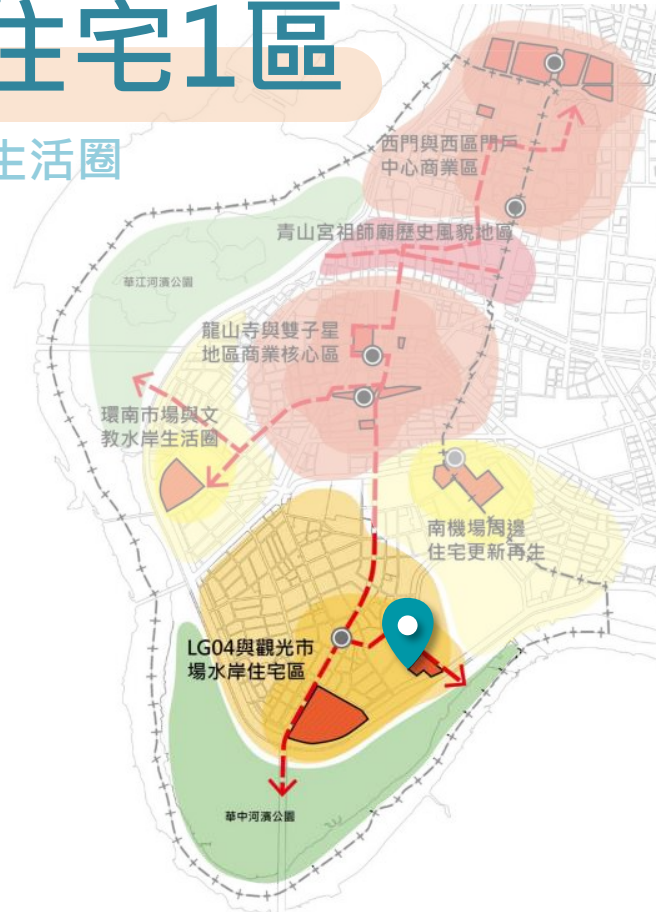 住宅1區
生活圈
西門與西區門戶
中心商業區
青山宮祖師廟歷史風貌地區
華江河濱公園
龍山寺與雙子星
地區商業核心區
環南市場與文
教水岸生活圈
南機場周邊
住宅更新再生
LG04與觀光市
場水岸住宅區
華中河濱公園